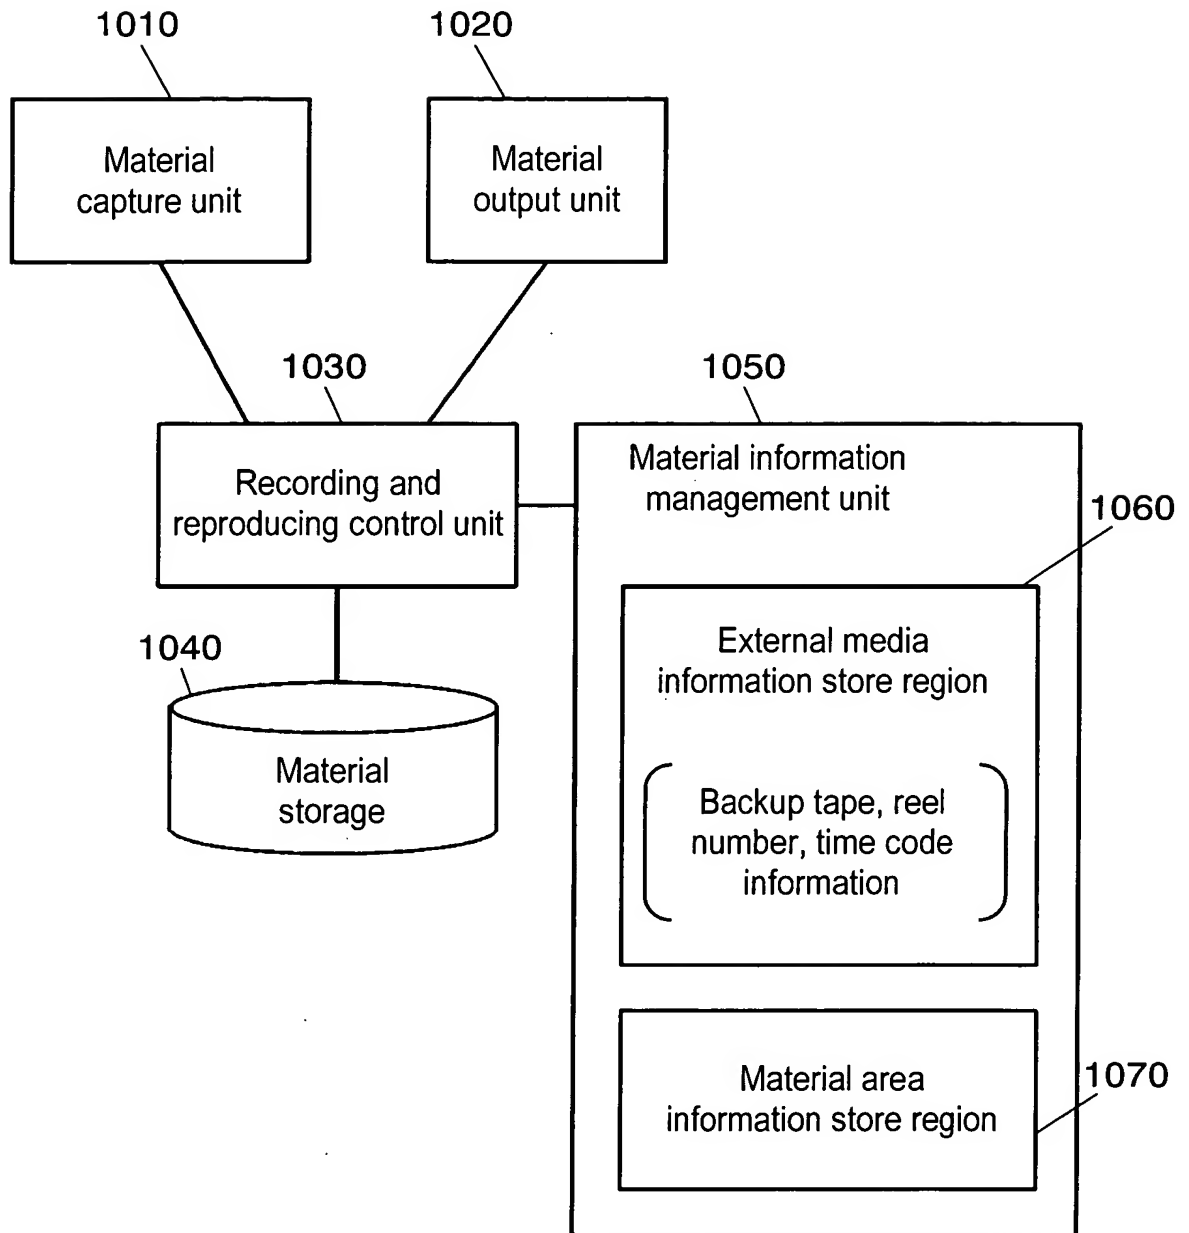 1010
1020
Material
capture unit
Material
output unit
1030
1050
Recording and
reproducing control unit
Material information
management unit
1060
1040
External media
information store region
Material
storage
Backup tape, reel
number, time code
information
Material area
information store region
1070